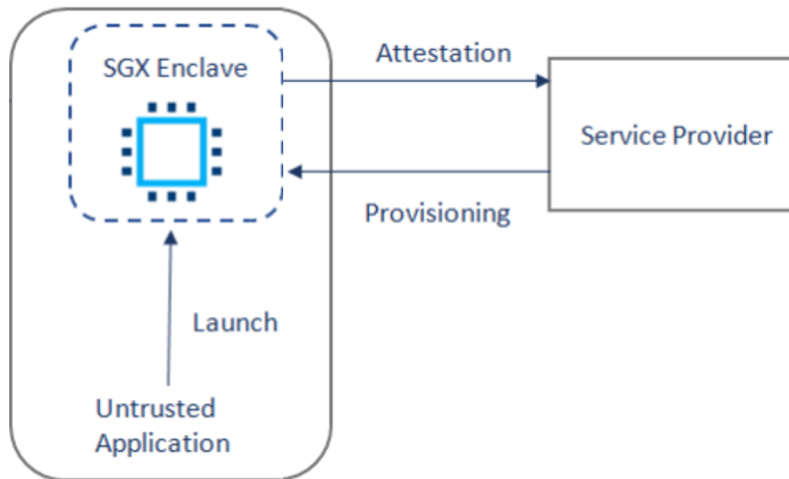 SGX Enclave
Attestation
Service Provider
Provisioning
Launch
Untrusted
Application